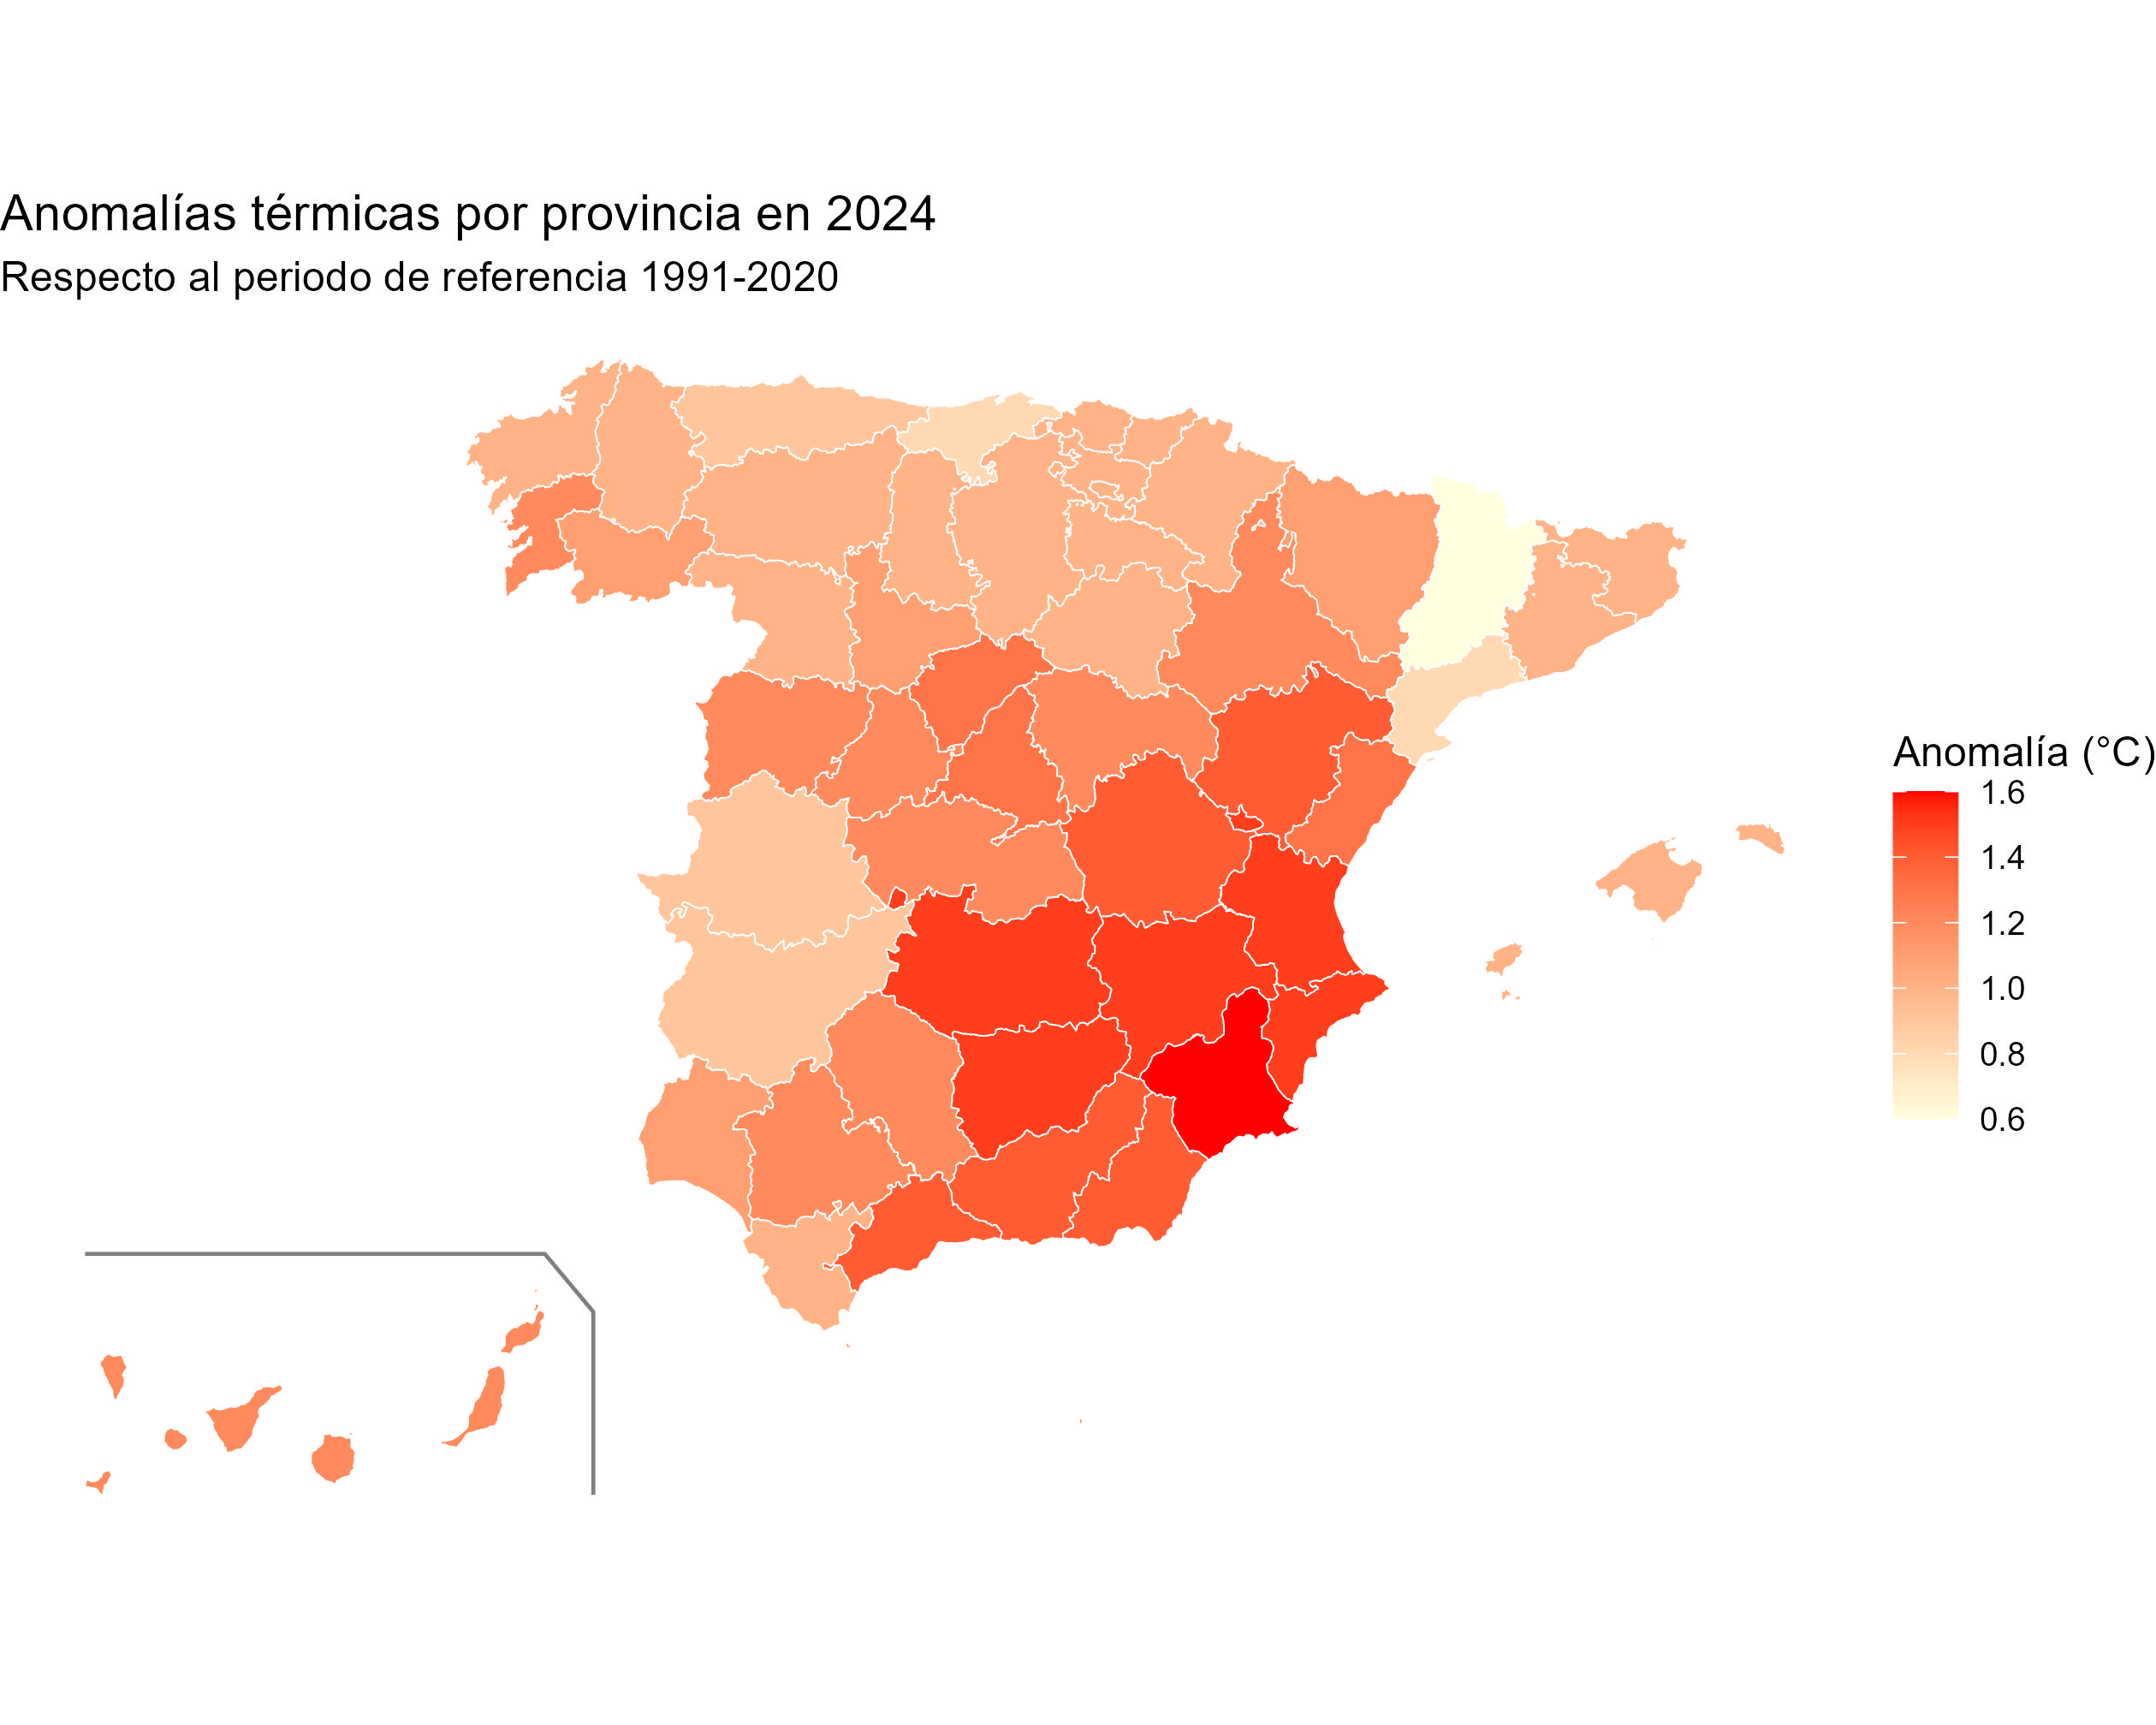 Anomalías térmicas por provincia en 2024
Respecto al periodo de referencia 1991-2020
Anomalía (°C)
1.6
1.4
1.2
1.0
0.8
0.6